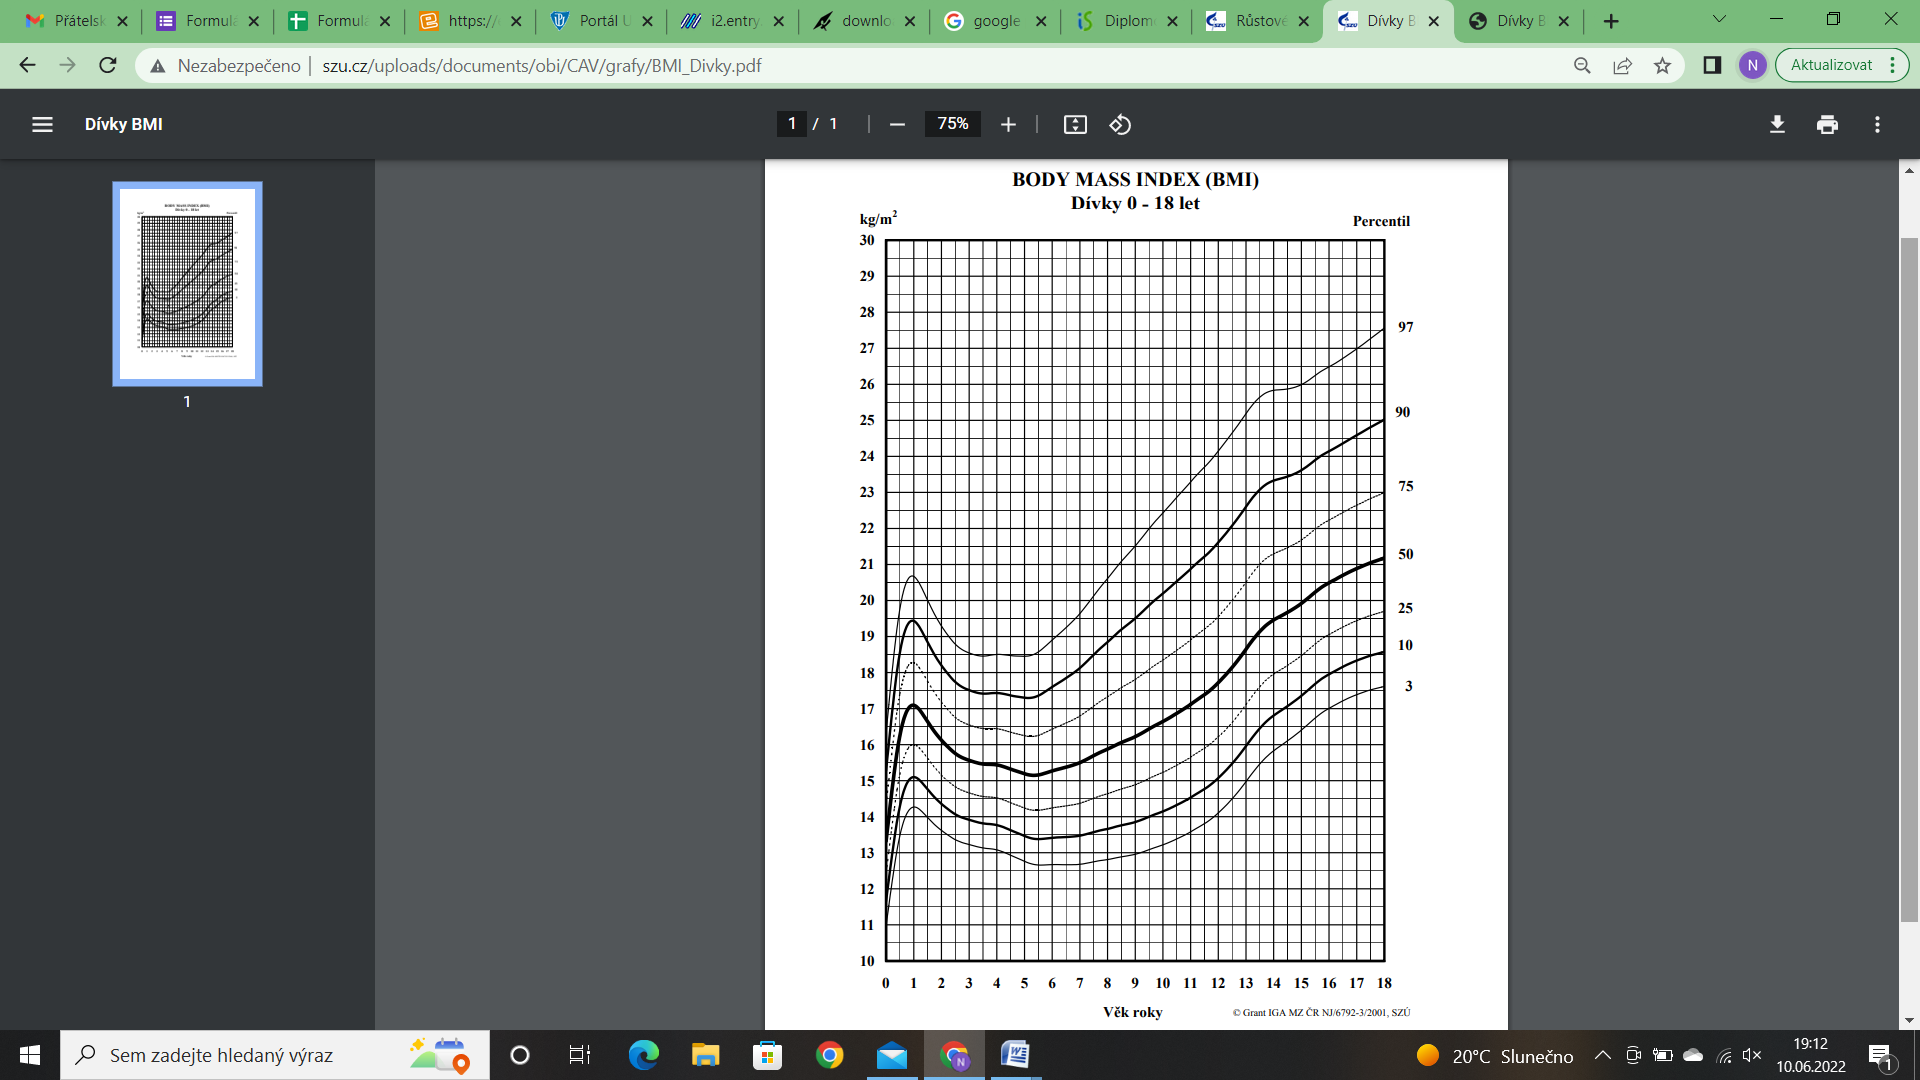 Přátelsk
Formulá
Formulá
https://
Portál U
i2.entry.
downlo
google
Diplom
Růstové
Dívky B
Dívky B
Nezabezpečeno | szu.cz/uploads/documents/obi/CAV/grafy/BMI_Divky.pdf
N
Aktualizovat
Dívky BMI
1 / 1
75%
1
BODY MASS INDEX (BMI)
Dívky 0 - 18 let
kg/m²
Percentil
30
29
28
27
26
25
24
23
22
21
20
19
18
17
16
15
14
13
12
11
10
97
90
75
50
25
10
3
0 1 2 3 4 5 6 7 8 9 10 11 12 13 14 15 16 17 18
Věk roky
© Grant IGA MZ ČR NJ/6792-3/2001, SZÚ
Sem zadejte hledaný výraz
20°C Slunečno
19:12
10.06.2022
1